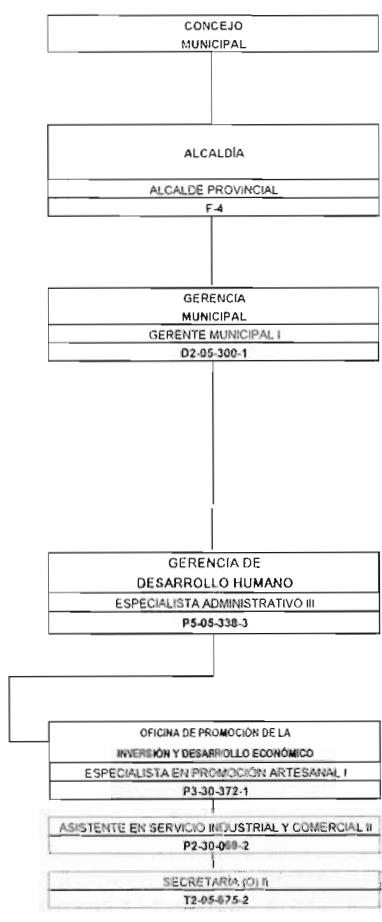 CONCEJO
MUNICIPAL
ALCALDÍA
ALCALDE PROVINCIAL
F-4
GERENCIA
MUNICIPAL
GERENTE MUNICIPAL I
D2-05-300-1
GERENCIA DE
DESARROLLO HUMANO
ESPECIALISTA ADMINISTRATIVO III
P5-05-338-3
OFICINA DE PROMOCIÓN DE LA
INVERSIÓN Y DESARROLLO ECONÓMICO
ESPECIALISTA EN PROMOCIÓN ARTESANAL I
P3-30-372-1
ASISTENTE EN SERVICIO INDUSTRIAL Y COMERCIAL II
SECRETARÍA (O) II
T2-05-675-2